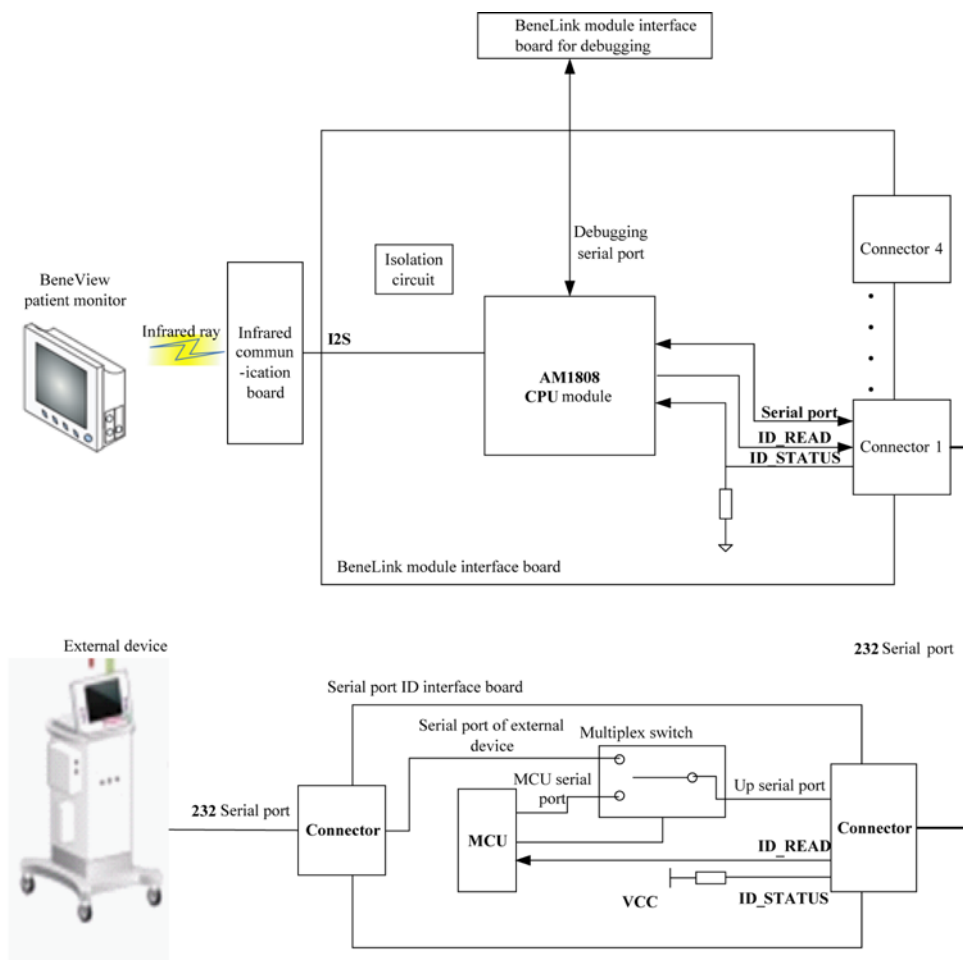 BeneLink module interface
board for debugging
Debugging
serial port
Connector 4
Isolation
circuit
BeneView
patient monitor
Infrared ray
Infrared
commun
-ication
board
I2S
AM1808
CPU module
Serial port
ID_READ
ID_STATUS
Connector 1
BeneLink module interface board
External device
232 Serial port
Serial port ID interface board
Serial port of external
device
Multiplex switch
MCU serial
port
Up serial port
232 Serial port
Connector
MCU
Connector
ID_READ
VCC
ID_STATUS